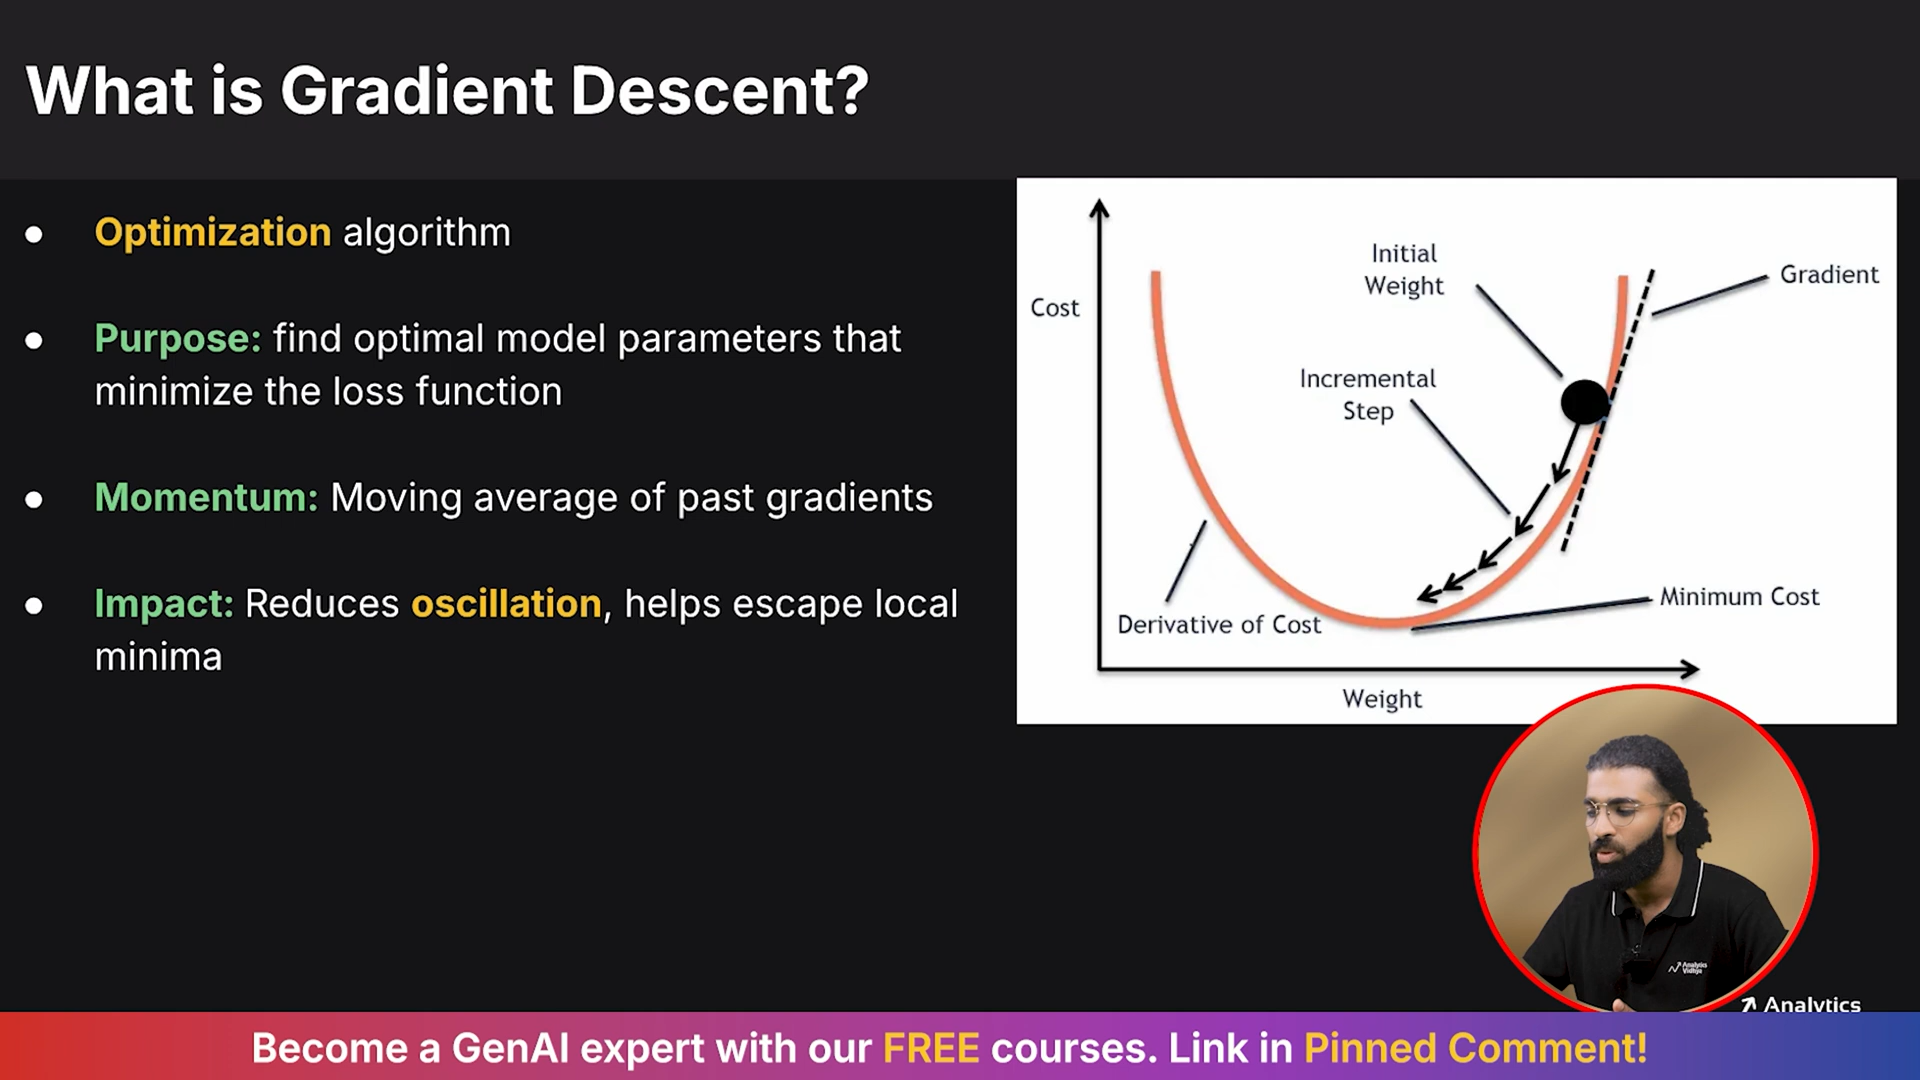 What is Gradient Descent?
● Optimization algorithm
● Purpose: find optimal model parameters that
minimize the loss function
● Momentum: Moving average of past gradients
● Impact: Reduces oscillation, helps escape local
minima
Initial
Weight
Gradient
Cost
Incremental
Step
Minimum Cost
Derivative of Cost
Weight
Analytics
Vidhya
Analytics
Become a GenAI expert with our FREE courses. Link in Pinned Comment!